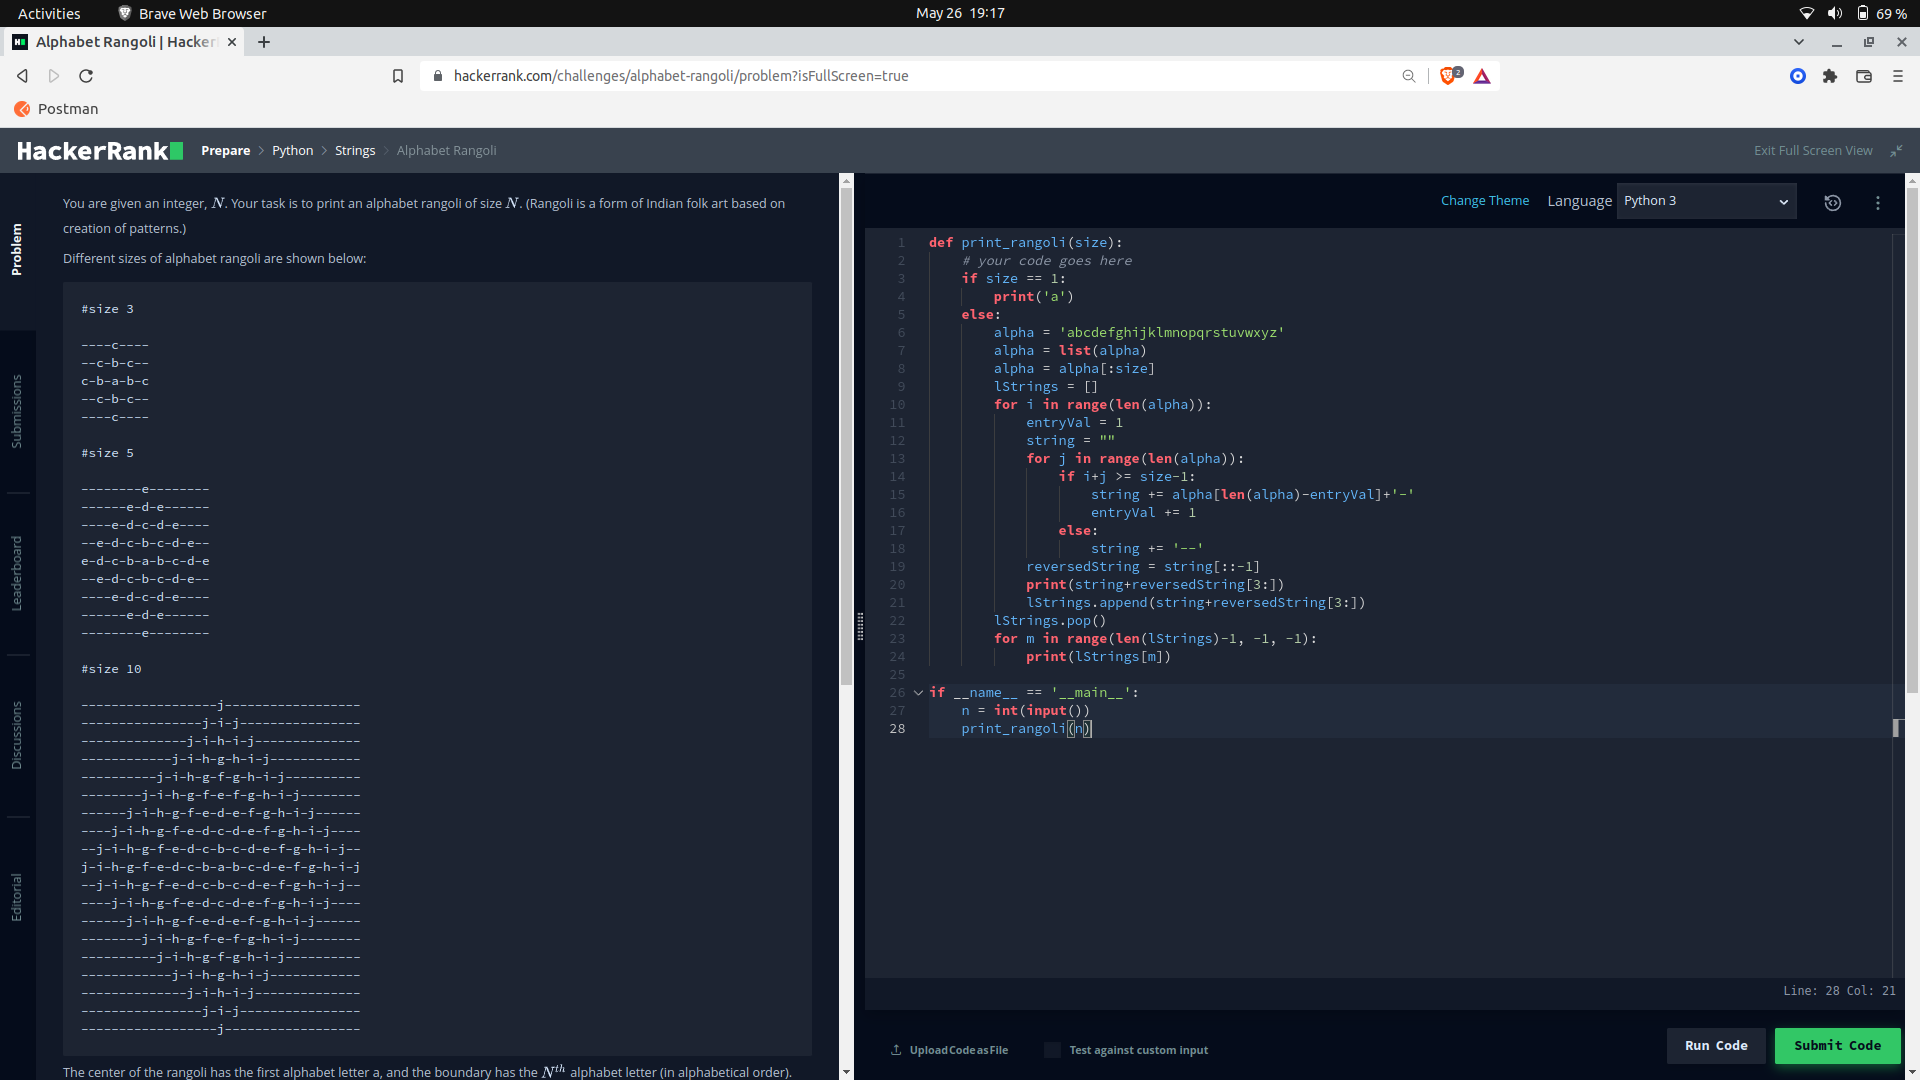 Activities
Brave Web Browser
May 26 19:17
69 %
Alphabet Rangoli | Hacker
hackerrank.com/challenges/alphabet-rangoli/problem?isFullScreen=true
2
Postman
HackerRank
Prepare > Python > Strings > Alphabet Rangoli
Exit Full Screen View
Problem
Submissions
Leaderboard
Discussions
Editorial
You are given an integer, N. Your task is to print an alphabet rangoli of size N. (Rangoli is a form of Indian folk art based on
creation of patterns.)
Different sizes of alphabet rangoli are shown below:
#size 3
----c----
--c-b-c--
c-b-a-b-c
--c-b-c--
----c----
#size 5
--------e--------
------e-d-e------
----e-d-c-d-e----
--e-d-c-b-c-d-e--
e-d-c-b-a-b-c-d-e
--e-d-c-b-c-d-e--
----e-d-c-d-e----
------e-d-e------
--------e--------
#size 10
------------------j------------------
----------------j-i-j----------------
--------------j-i-h-i-j--------------
------------j-i-h-g-h-i-j------------
----------j-i-h-g-f-g-h-i-j----------
--------j-i-h-g-f-e-f-g-h-i-j--------
------j-i-h-g-f-e-d-e-f-g-h-i-j------
----j-i-h-g-f-e-d-c-d-e-f-g-h-i-j----
--j-i-h-g-f-e-d-c-b-c-d-e-f-g-h-i-j--
j-i-h-g-f-e-d-c-b-a-b-c-d-e-f-g-h-i-j
--j-i-h-g-f-e-d-c-b-c-d-e-f-g-h-i-j--
----j-i-h-g-f-e-d-c-d-e-f-g-h-i-j----
------j-i-h-g-f-e-d-e-f-g-h-i-j------
--------j-i-h-g-f-e-f-g-h-i-j--------
----------j-i-h-g-f-g-h-i-j----------
------------j-i-h-g-h-i-j------------
--------------j-i-h-i-j--------------
----------------j-i-j----------------
------------------j------------------
The center of the rangoli has the first alphabet letter a, and the boundary has the Nth alphabet letter (in alphabetical order).
Change Theme
Language
Python 3
1 def print_rangoli(size):
2     # your code goes here
3     if size == 1:
4         print('a')
5     else:
6         alpha = 'abcdefghijklmnopqrstuvwxyz'
7         alpha = list(alpha)
8         alpha = alpha[:size]
9         lStrings = []
10         for i in range(len(alpha)):
11             entryVal = 1
12             string = ""
13             for j in range(len(alpha)):
14                 if i+j >= size-1:
15                     string += alpha[len(alpha)-entryVal]+'-'
16                     entryVal += 1
17                 else:
18                     string += '--'
19             reversedString = string[::-1]
20             print(string+reversedString[3:])
21             lStrings.append(string+reversedString[3:])
22         lStrings.pop()
23         for m in range(len(lStrings)-1, -1, -1):
24             print(lStrings[m])
25
26 if __name__ == '__main__':
27     n = int(input())
28     print_rangoli(n)
Line: 28 Col: 21
Upload Code as File
Test against custom input
Run Code
Submit Code